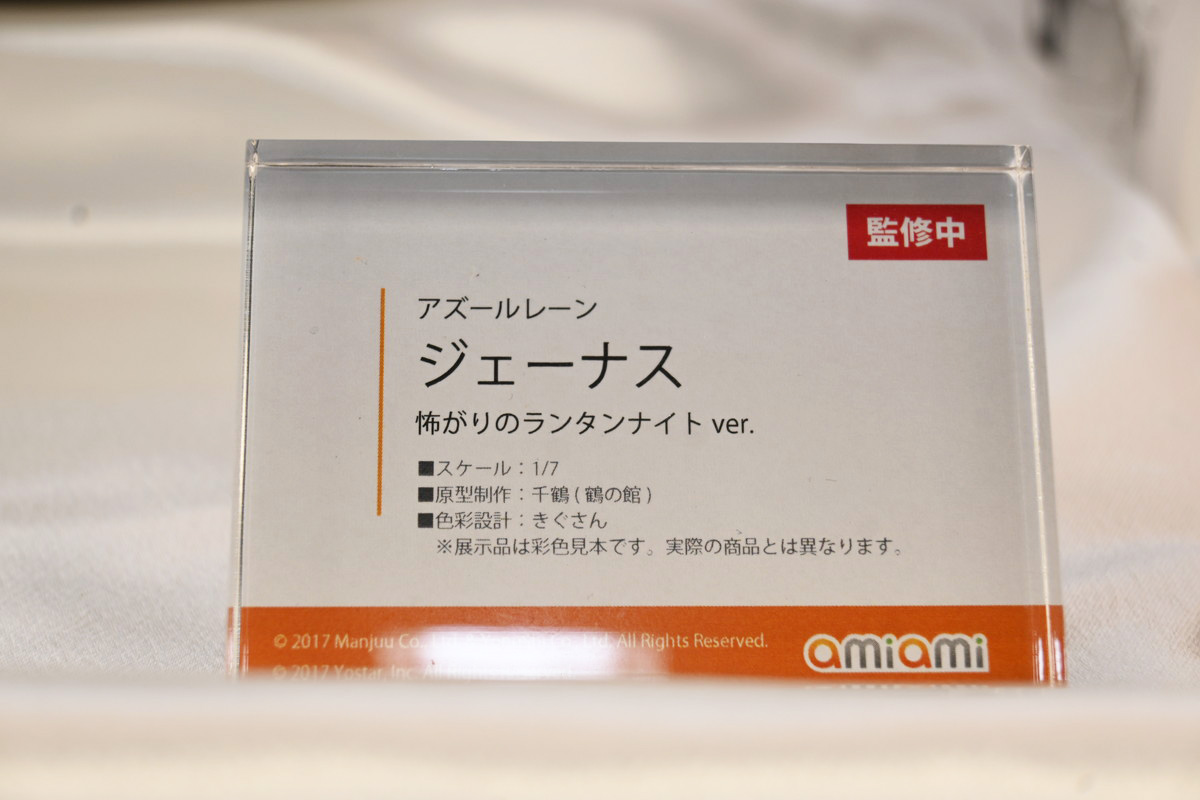 監修中
アズールレーン
ジェーナス
怖がりのランタンナイト ver.
■スケール：1/7
■原型制作：千鶴 ( 鶴の館 )
■色彩設計：きぐさん
※展示品は彩色見本です。実際の商品とは異なります。
© 2017 Manjuu Co. Ltd. All Rights Reserved.
© 2017 Yostar, Inc.
amiami